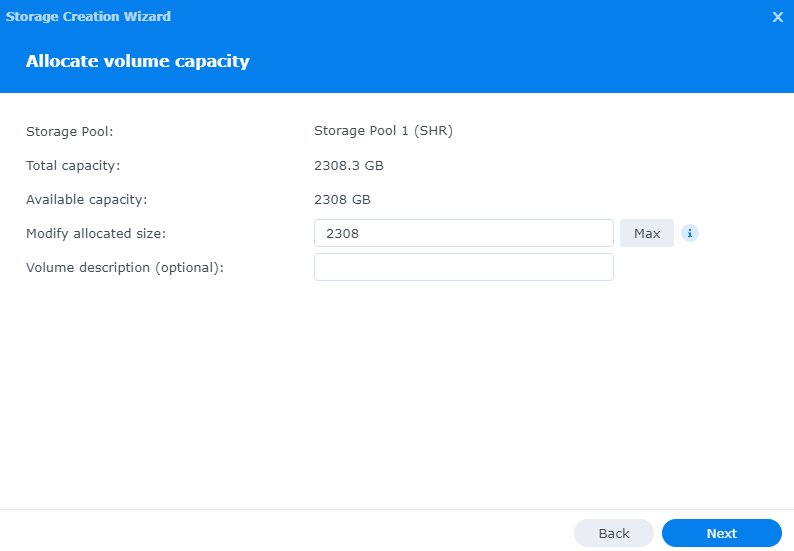 Storage Creation Wizard X
Allocate volume capacity
Storage Pool: Storage Pool 1 (SHR)
Total capacity: 2308.3 GB
Available capacity: 2308 GB
Modify allocated size: 2308 Max i
Volume description (optional):
Back Next